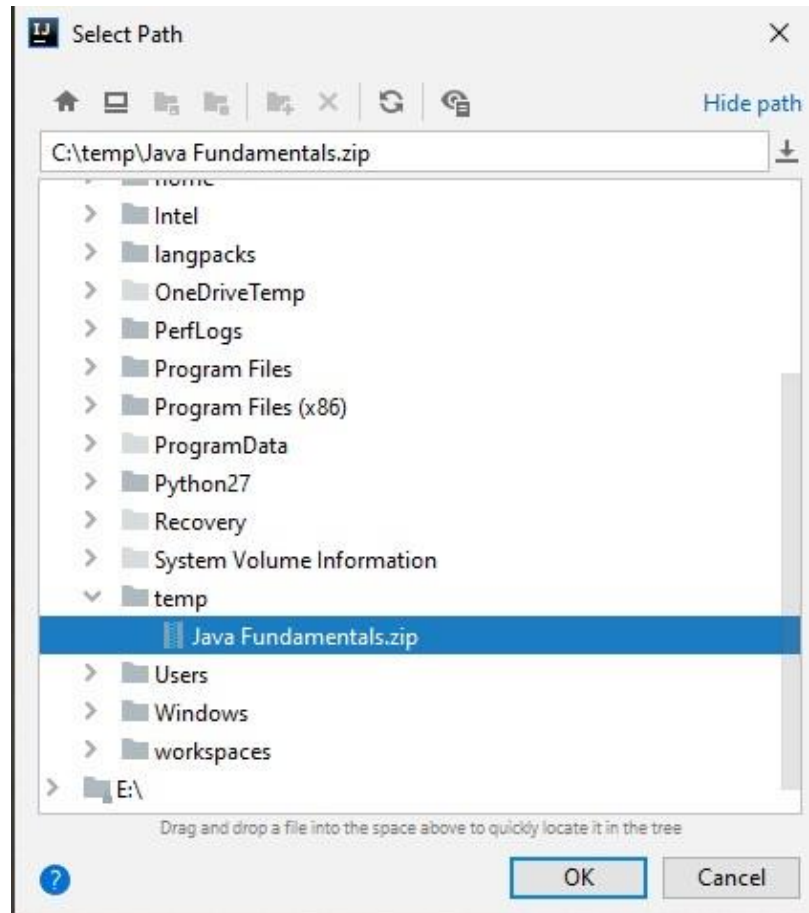 IJ
Select Path
Hide path
C:\temp\Java Fundamentals.zip
home
Intel
langpacks
OneDriveTemp
PerfLogs
Program Files
Program Files (x86)
ProgramData
Python27
Recovery
System Volume Information
temp
Java Fundamentals.zip
Users
Windows
workspaces
E:\
Drag and drop a file into the space above to quickly locate it in the tree
?
OK
Cancel